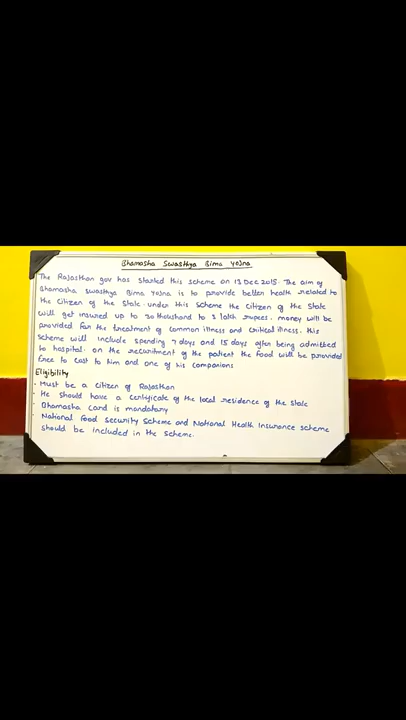 Bhamasha Swasthya Bima Yojna
The Rajasthan gov has started this scheme on 13 Dec 2015. The aim of
Bhamasha Swasthya Bima Yojna is to provide better health related to
the citizen of the State. under this Scheme the citizen of the State
will get insured up to 30 thoushand to 3 lakh rupees. money will be
provided for the treatment of common illness and critical illness. This
scheme will include spending 7 days and 15 days after being admitted
to hospital. on the recuritment of the patient the food will be provided
free to cost to him and one of his companions
Eligibility
· Must be a citizen of Rajasthan
· He should have a certificate of the local residence of the State
· Bhamasha card is mandatory
· National food security scheme and National Health Insurance scheme
should be included in the scheme.